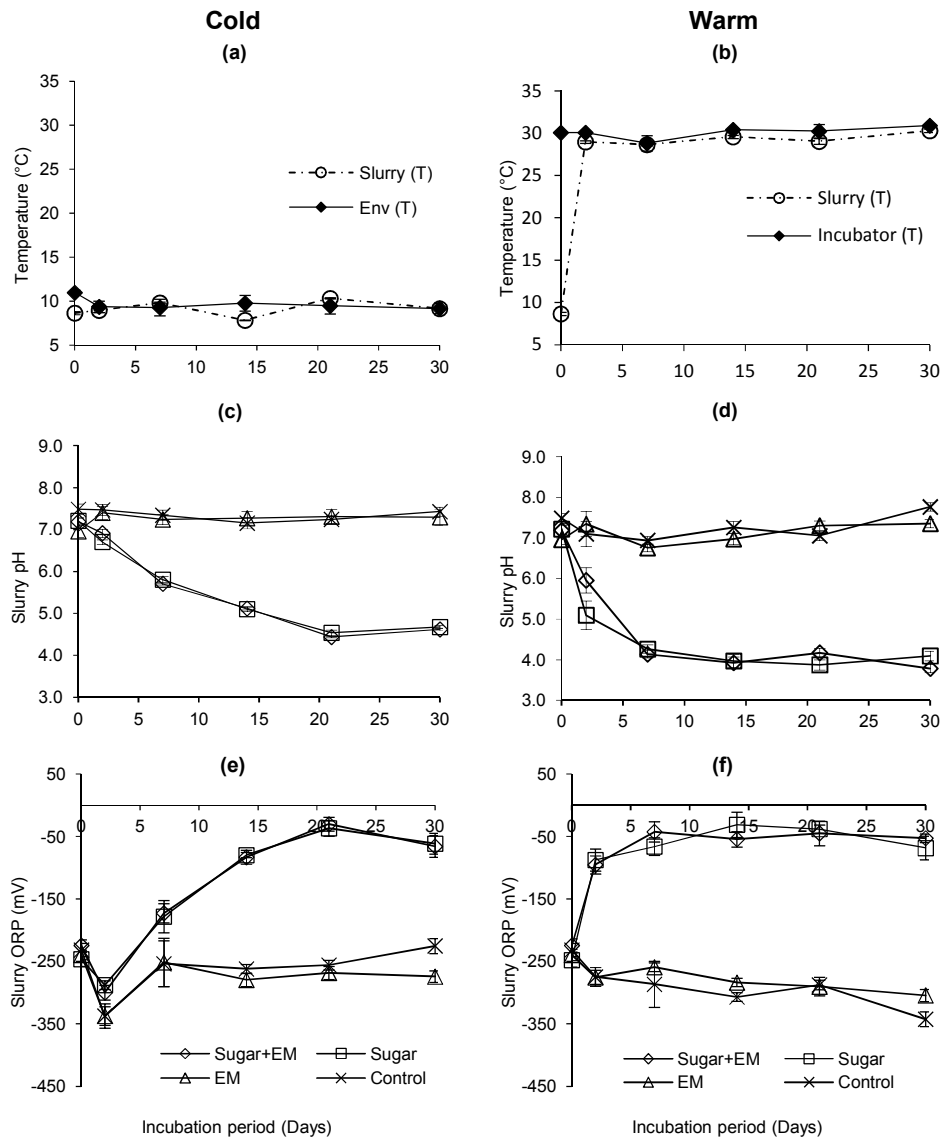 Cold
Warm
(a)
(b)
35
30
25
20
15
10
5
Temperature (°C)
Slurry (T)
Env (T)
0 5 10 15 20 25 30
35
30
25
20
15
10
5
Temperature (°C)
Slurry (T)
Incubator (T)
0 5 10 15 20 25 30
(c)
(d)
9.0
8.0
7.0
6.0
5.0
4.0
3.0
Slurry pH
0 5 10 15 20 25 30
9.0
8.0
7.0
6.0
5.0
4.0
3.0
Slurry pH
0 5 10 15 20 25 30
(e)
(f)
50
-50
-150
-250
-350
-450
Slurry ORP (mV)
0 5 10 15 20 25 30
Sugar+EM Sugar
EM Control
Incubation period (Days)
50
-50
-150
-250
-350
-450
Slurry ORP (mV)
0 5 10 15 20 25 30
Sugar+EM Sugar
EM Control
Incubation period (Days)